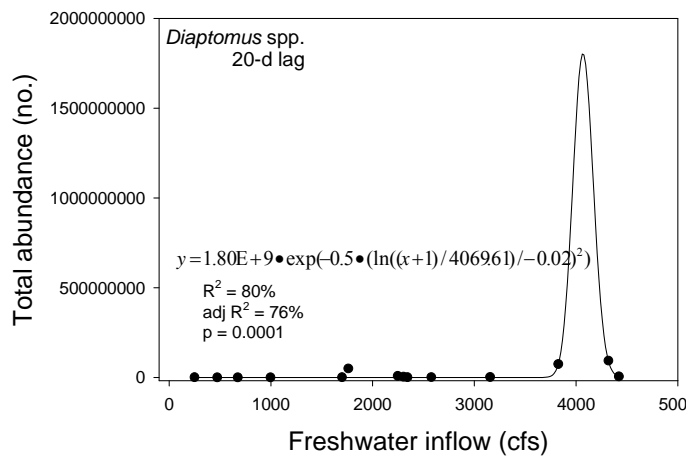 2000000000
1500000000
1000000000
500000000
0
Total abundance (no.)
Diaptomus spp.
20-d lag
y=1.80E+9•exp(−0.5•(ln((x+1)/4069.61)/−0.02)²)
R² = 80%
adj R² = 76%
p = 0.0001
0 1000 2000 3000 4000 500
Freshwater inflow (cfs)